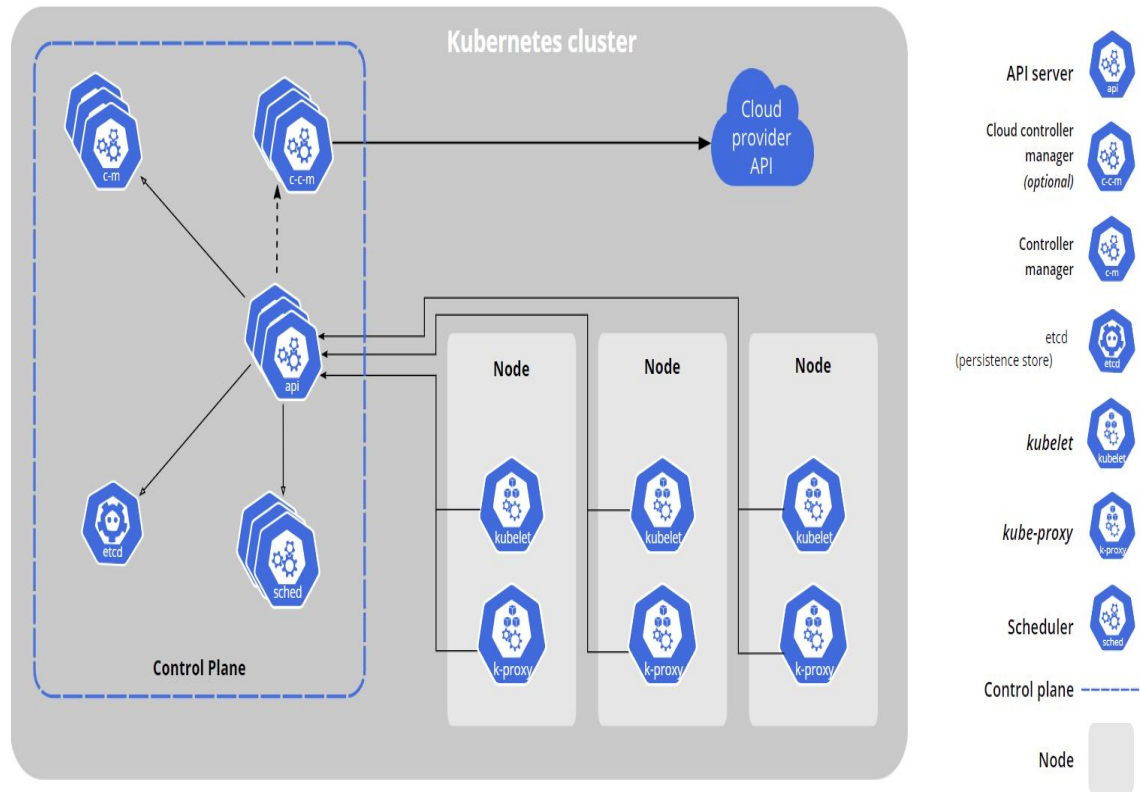 Kubernetes cluster
c-m
c-c-m
Cloud
provider
API
api
etcd
sched
Control Plane
Node
Node
Node
kubelet
kubelet
kubelet
k-proxy
k-proxy
k-proxy
API server
api
Cloud controller
manager
(optional)
c-c-m
Controller
manager
c-m
etcd
(persistence store)
etcd
kubelet
kubelet
kube-proxy
k-proxy
Scheduler
sched
Control plane
Node